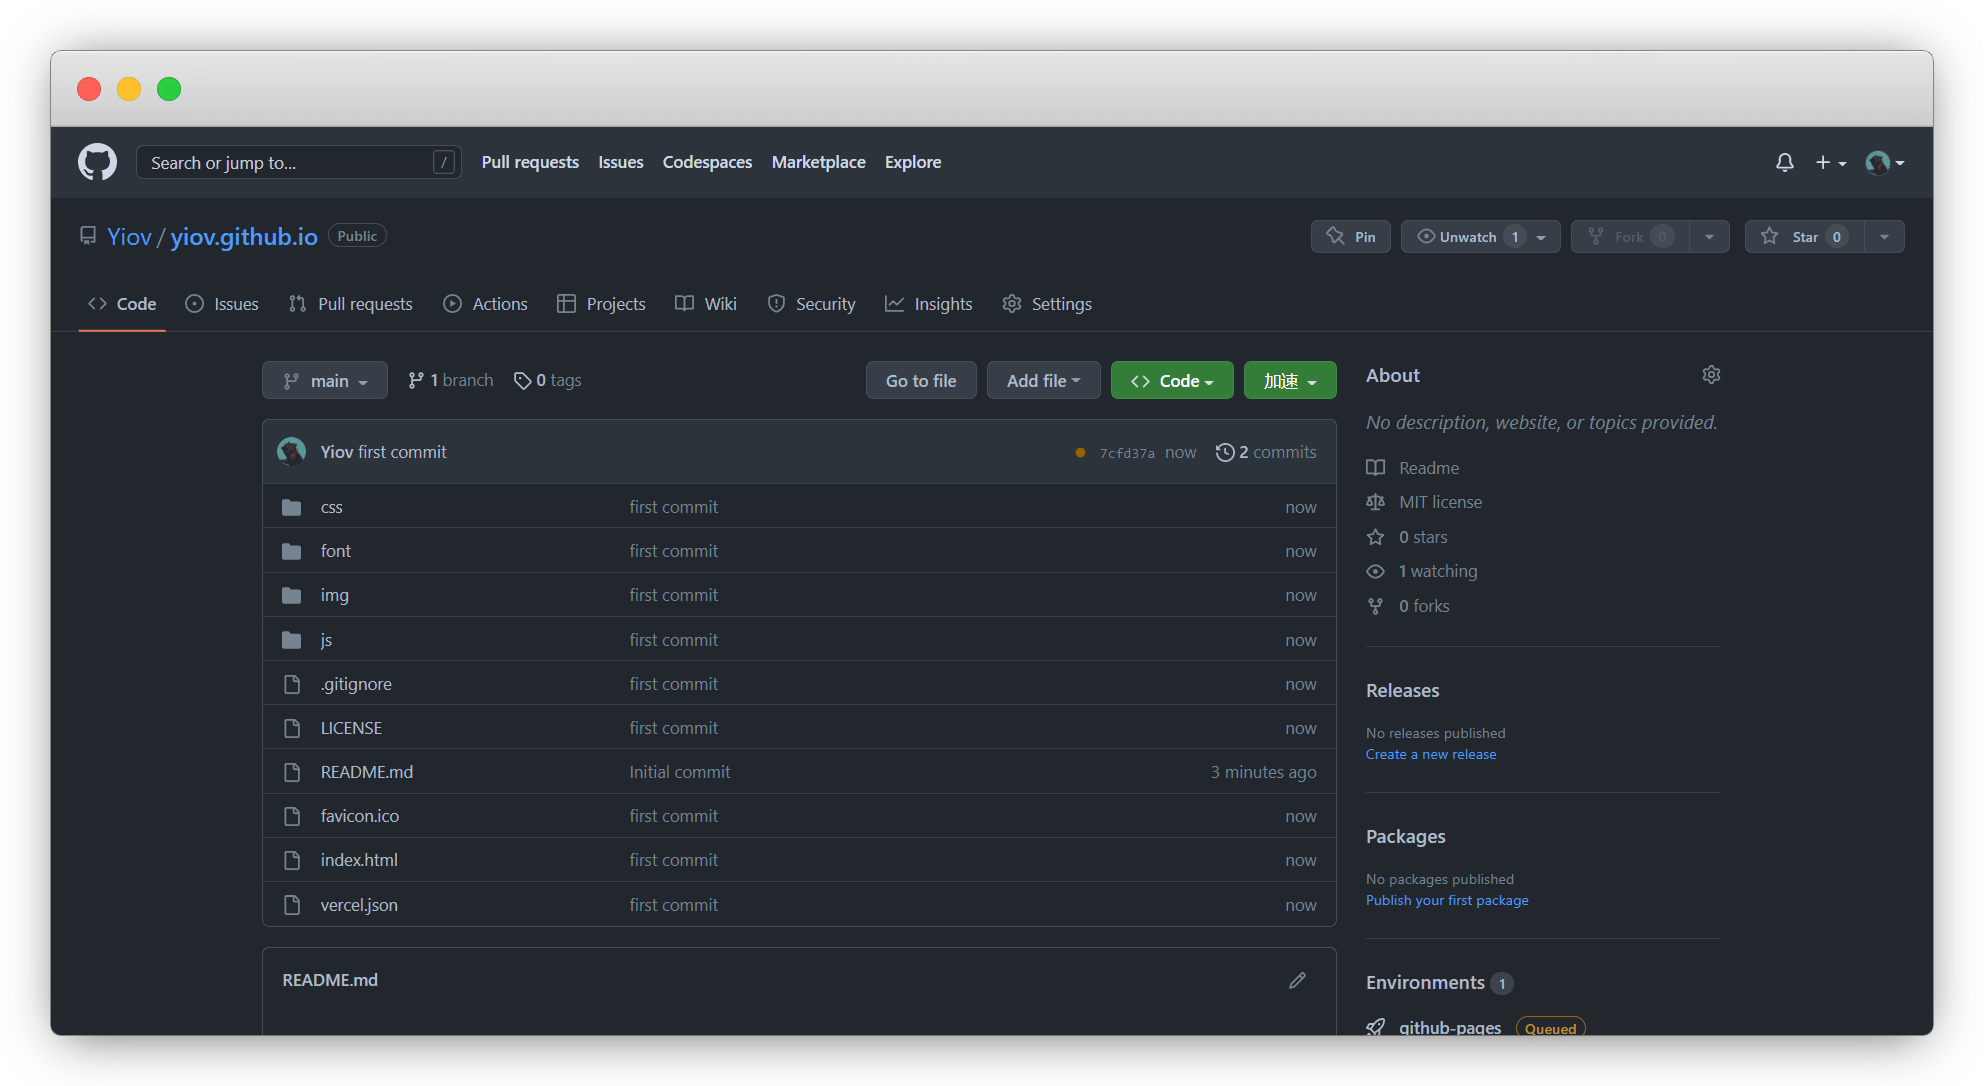 Search or jump to... /
Pull requests Issues Codespaces Marketplace Explore
Yiov / yiov.github.io Public
Pin Unwatch 1 Fork 0 Star 0
Code Issues Pull requests Actions Projects Wiki Security Insights Settings
main 1 branch 0 tags Go to file Add file Code 加速
Yiov first commit 7cfd37a now 2 commits
css first commit now
font first commit now
img first commit now
js first commit now
.gitignore first commit now
LICENSE first commit now
README.md Initial commit 3 minutes ago
favicon.ico first commit now
index.html first commit now
vercel.json first commit now
README.md
About
No description, website, or topics provided.
Readme
MIT license
0 stars
1 watching
0 forks
Releases
No releases published
Create a new release
Packages
No packages published
Publish your first package
Environments 1
github-pages Queued